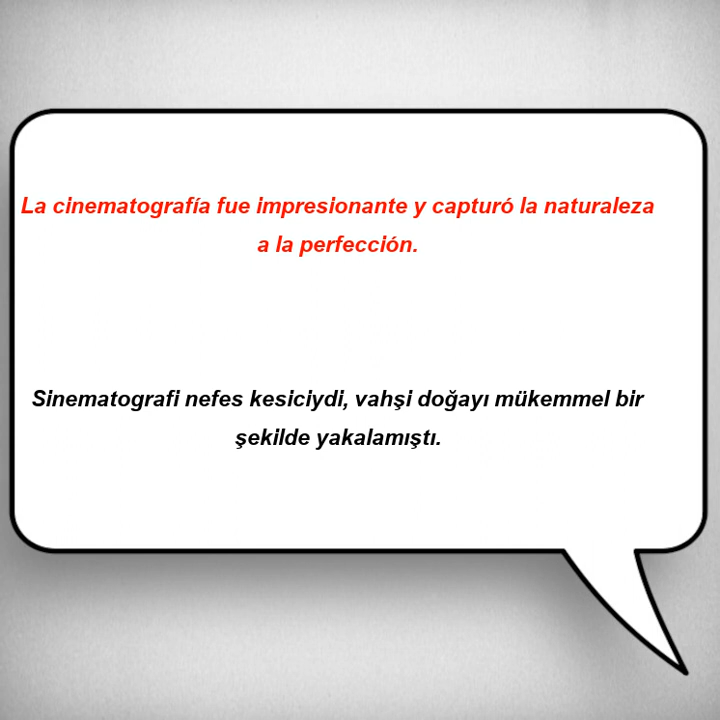 La cinematografía fue impresionante y capturó la naturaleza
a la perfección.
Sinematografi nefes kesiciydi, vahşi doğayı mükemmel bir
şekilde yakalamıştı.